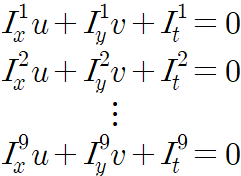 I_x^1 u + I_y^1 v + I_t^1 = 0
I_x^2 u + I_y^2 v + I_t^2 = 0
⋮
I_x^9 u + I_y^9 v + I_t^9 = 0